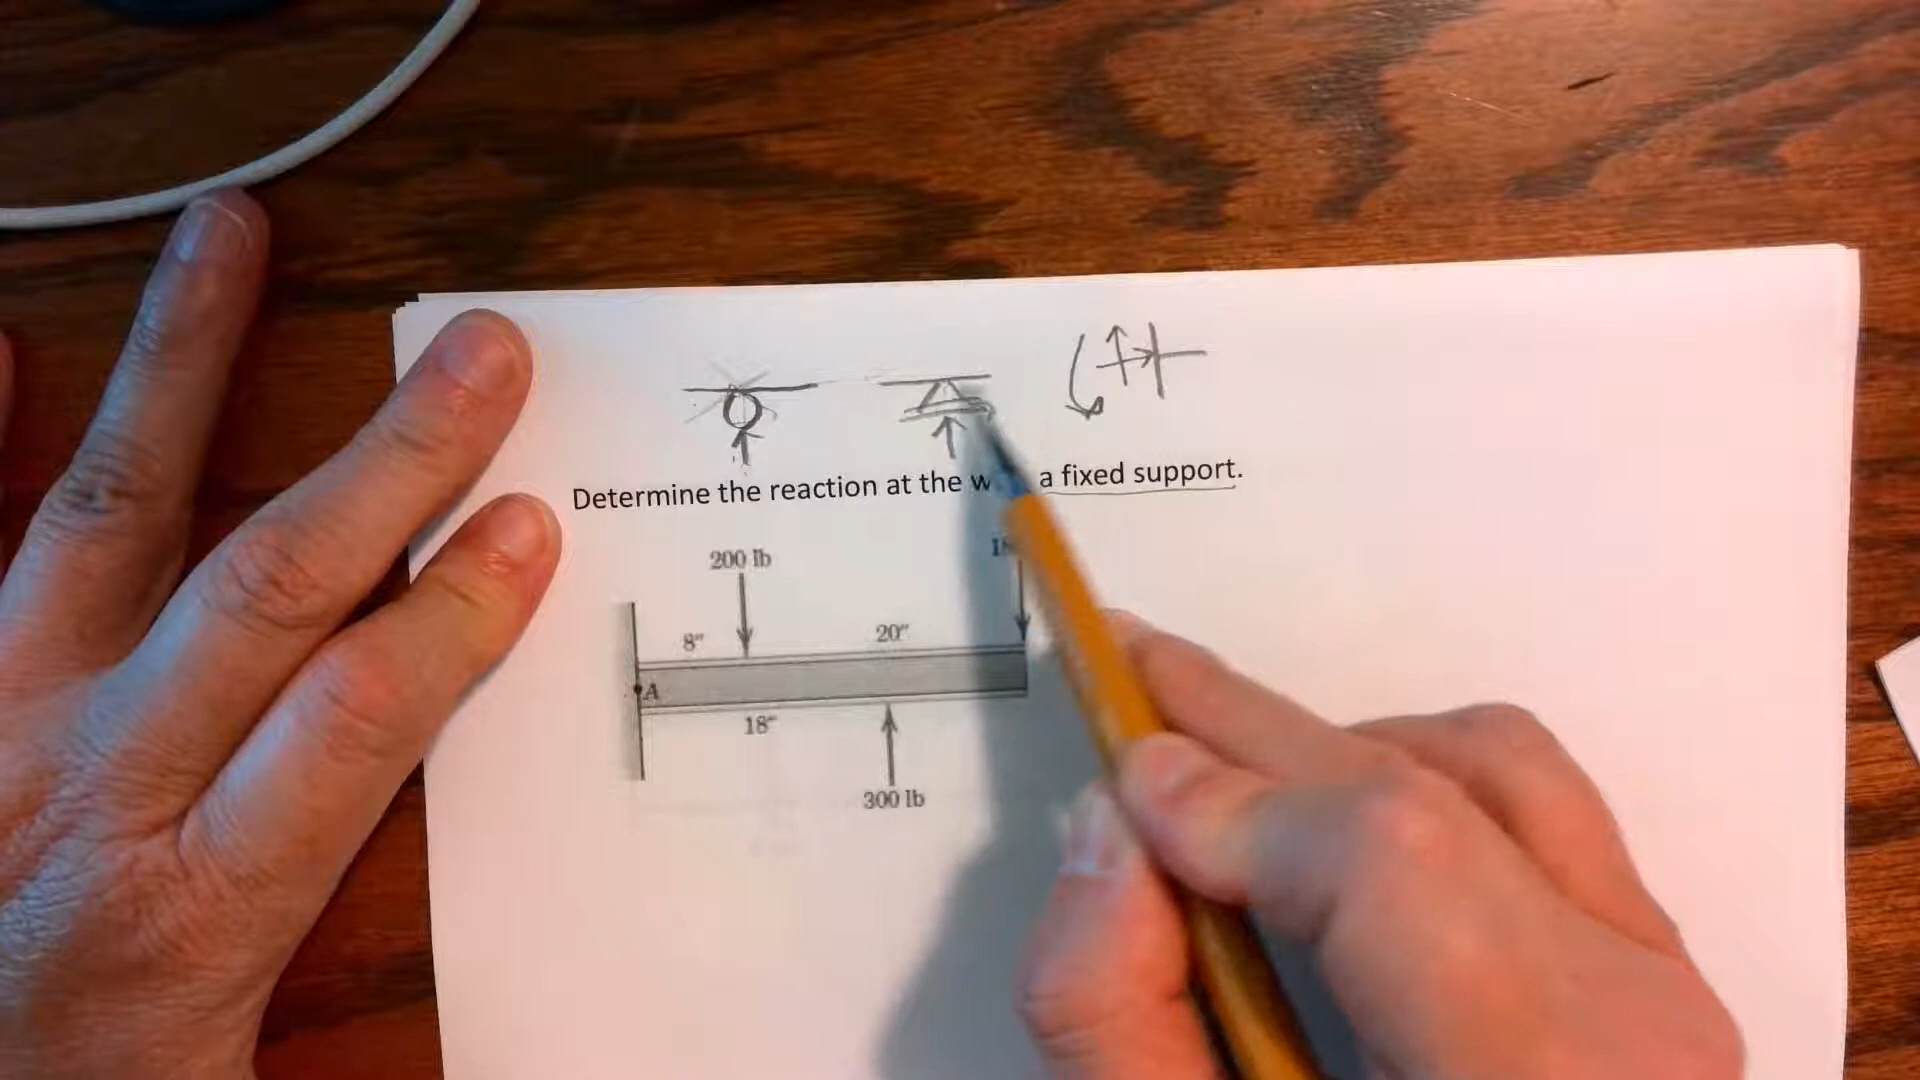 Determine the reaction at the a fixed support.
200 lb
8"
20"
A
18"
300 lb